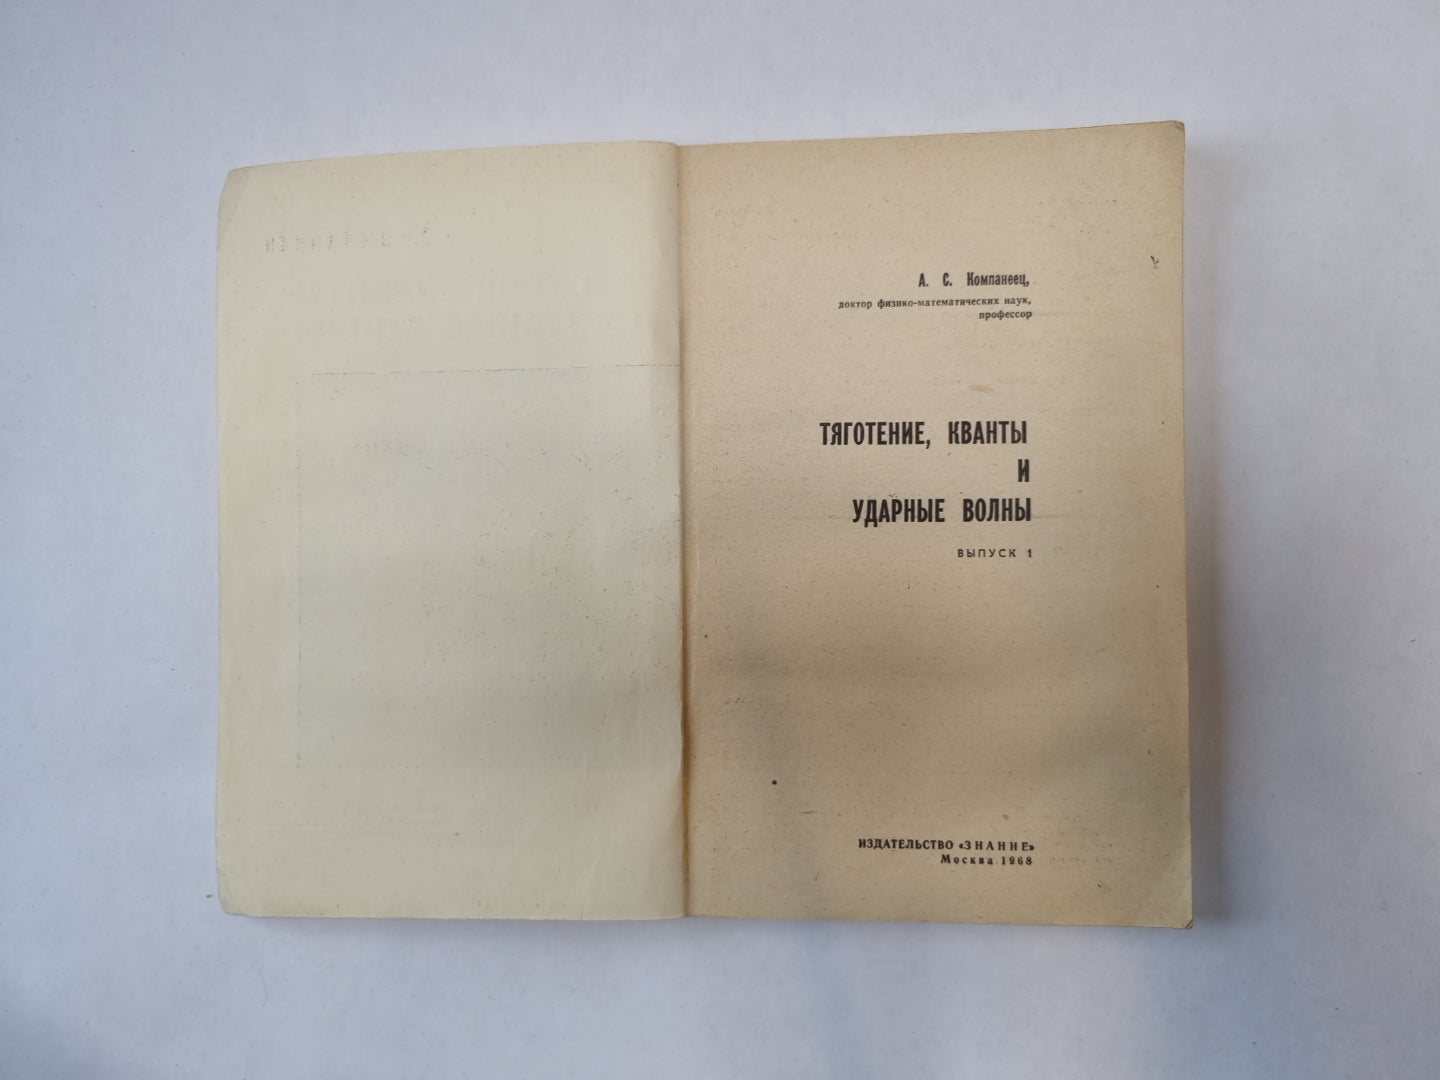 А. С. Компанеец,
доктор физико-математических наук,
профессор
ТЯГОТЕНИЕ, КВАНТЫ
И
УДАРНЫЕ ВОЛНЫ
ВЫПУСК 1
ИЗДАТЕЛЬСТВО «ЗНАНИЕ»
Москва 1968